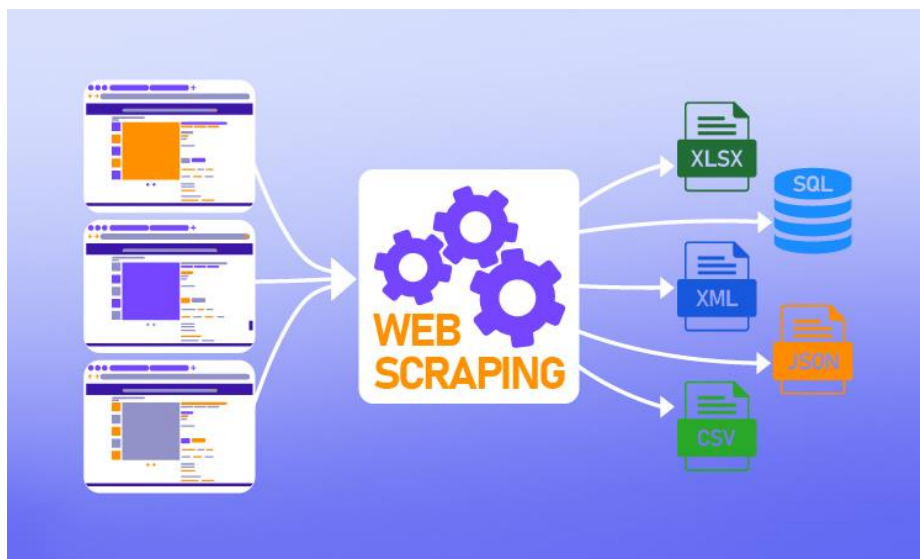 WEB
SCRAPING
XLSX
SQL
XML
JSON
CSV